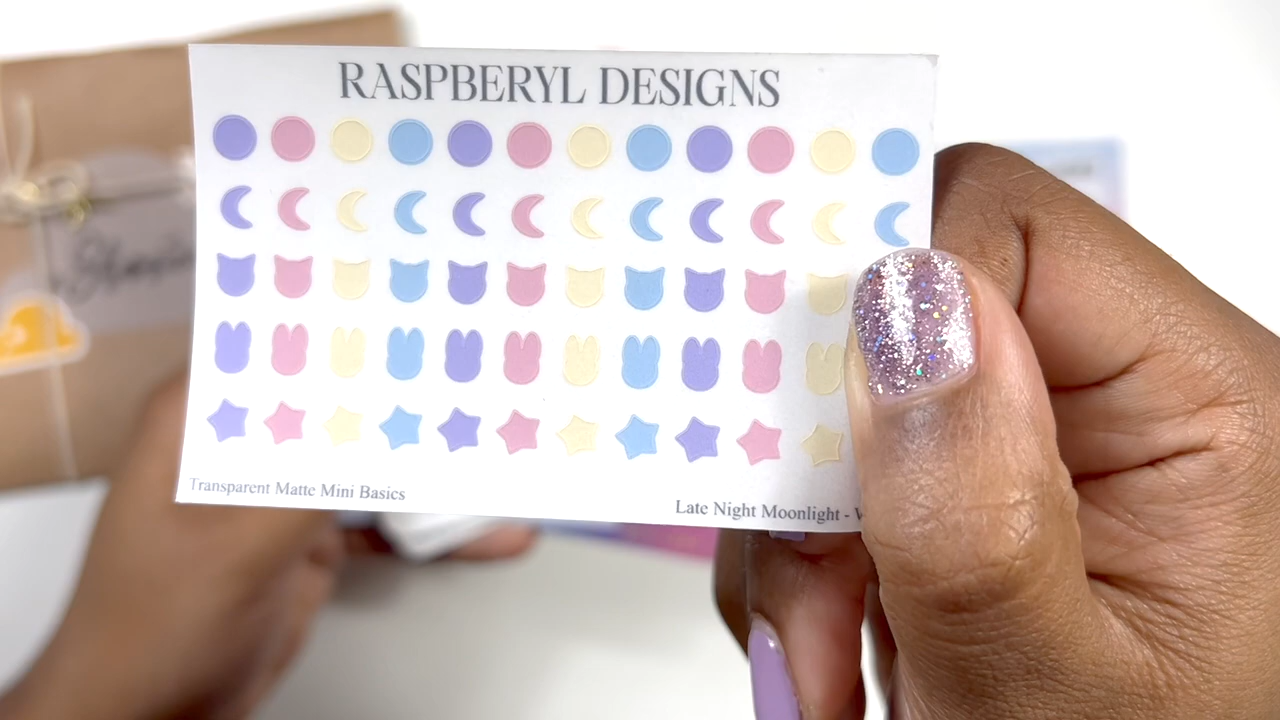 RASPBERYL DESIGNS
Transparent Matte Mini Basics
Late Night Moonlight -